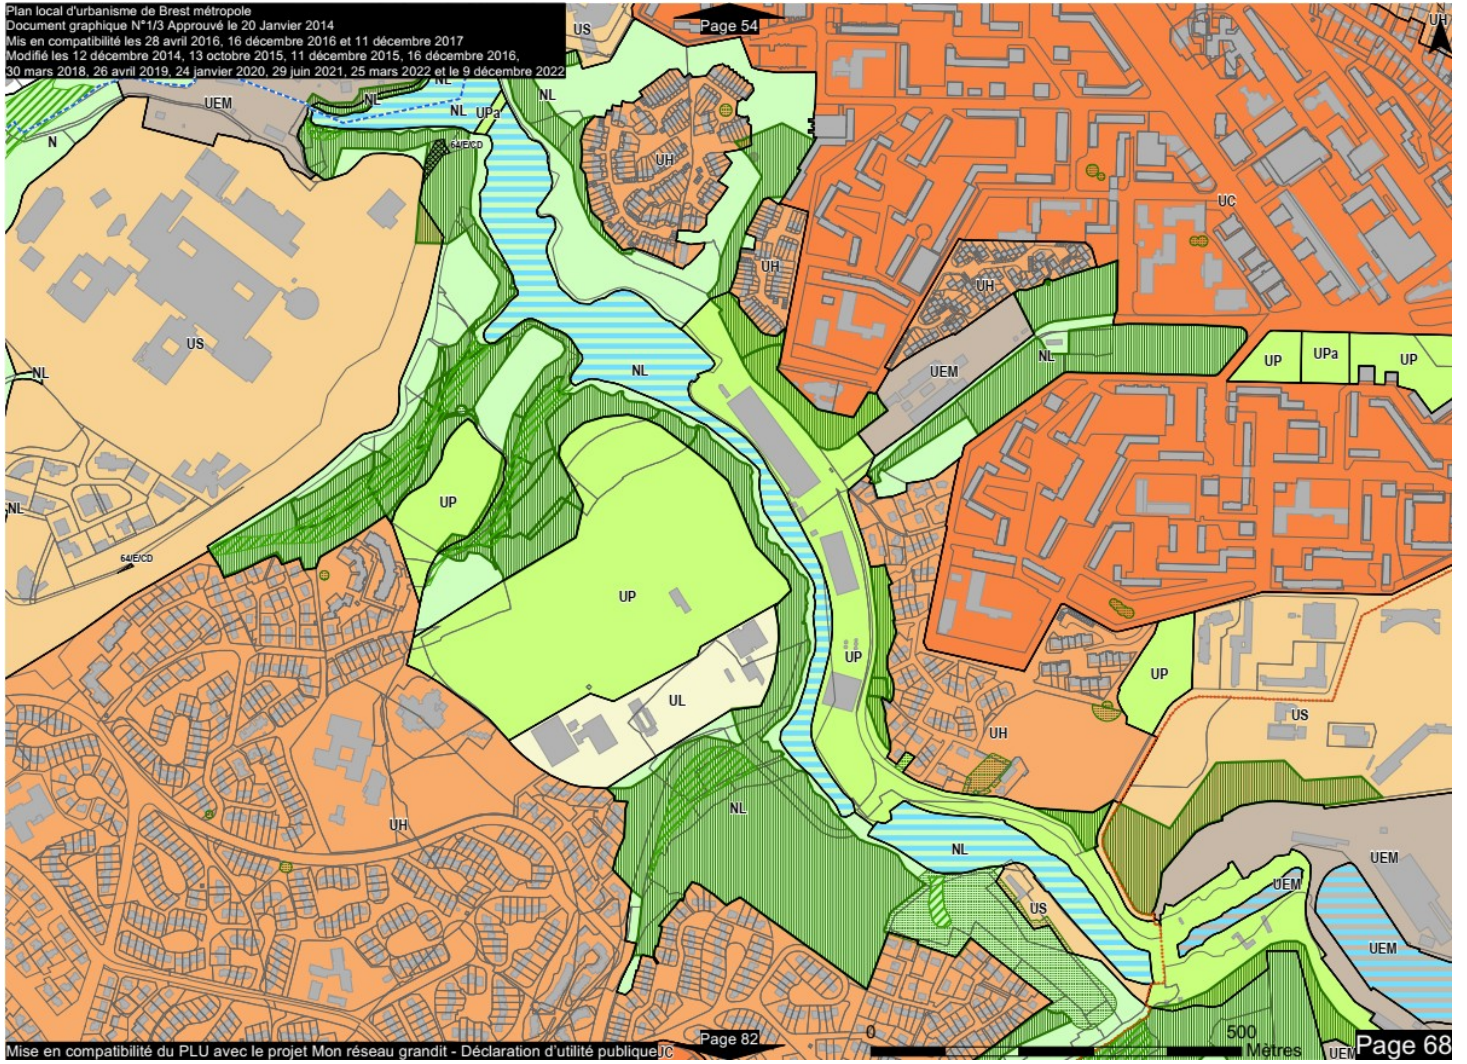 Plan local d'urbanisme de Brest métropole
Document graphique N°1/3 Approuvé le 20 Janvier 2014
Mis en compatibilité les 28 avril 2016, 16 décembre 2016 et 11 décembre 2017
Modifié les 12 décembre 2014, 13 octobre 2015, 11 décembre 2015, 16 décembre 2016,
30 mars 2018, 26 avril 2019, 24 janvier 2020, 29 juin 2021, 25 mars 2022 et le 9 décembre 2022
Page 54
US
UH
NL
UEM
NL
NL
NL
UPa
N
64/E/CD
UH
UC
UH
UH
US
NL
NL
UEM
NL
UP
UPa
UP
NL
UP
64/E/CD
UP
UP
UP
UL
US
UH
NL
UH
NL
UEM
UEM
US
UEM
0
500
Mètres
UEM
UC
Page 82
Mise en compatibilité du PLU avec le projet Mon réseau grandit - Déclaration d'utilité publique
Page 68